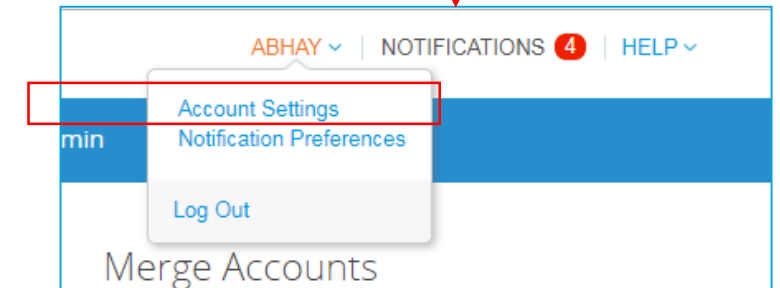 ABHAY NOTIFICATIONS 4 HELP
Account Settings
min Notification Preferences
Log Out
Merge Accounts